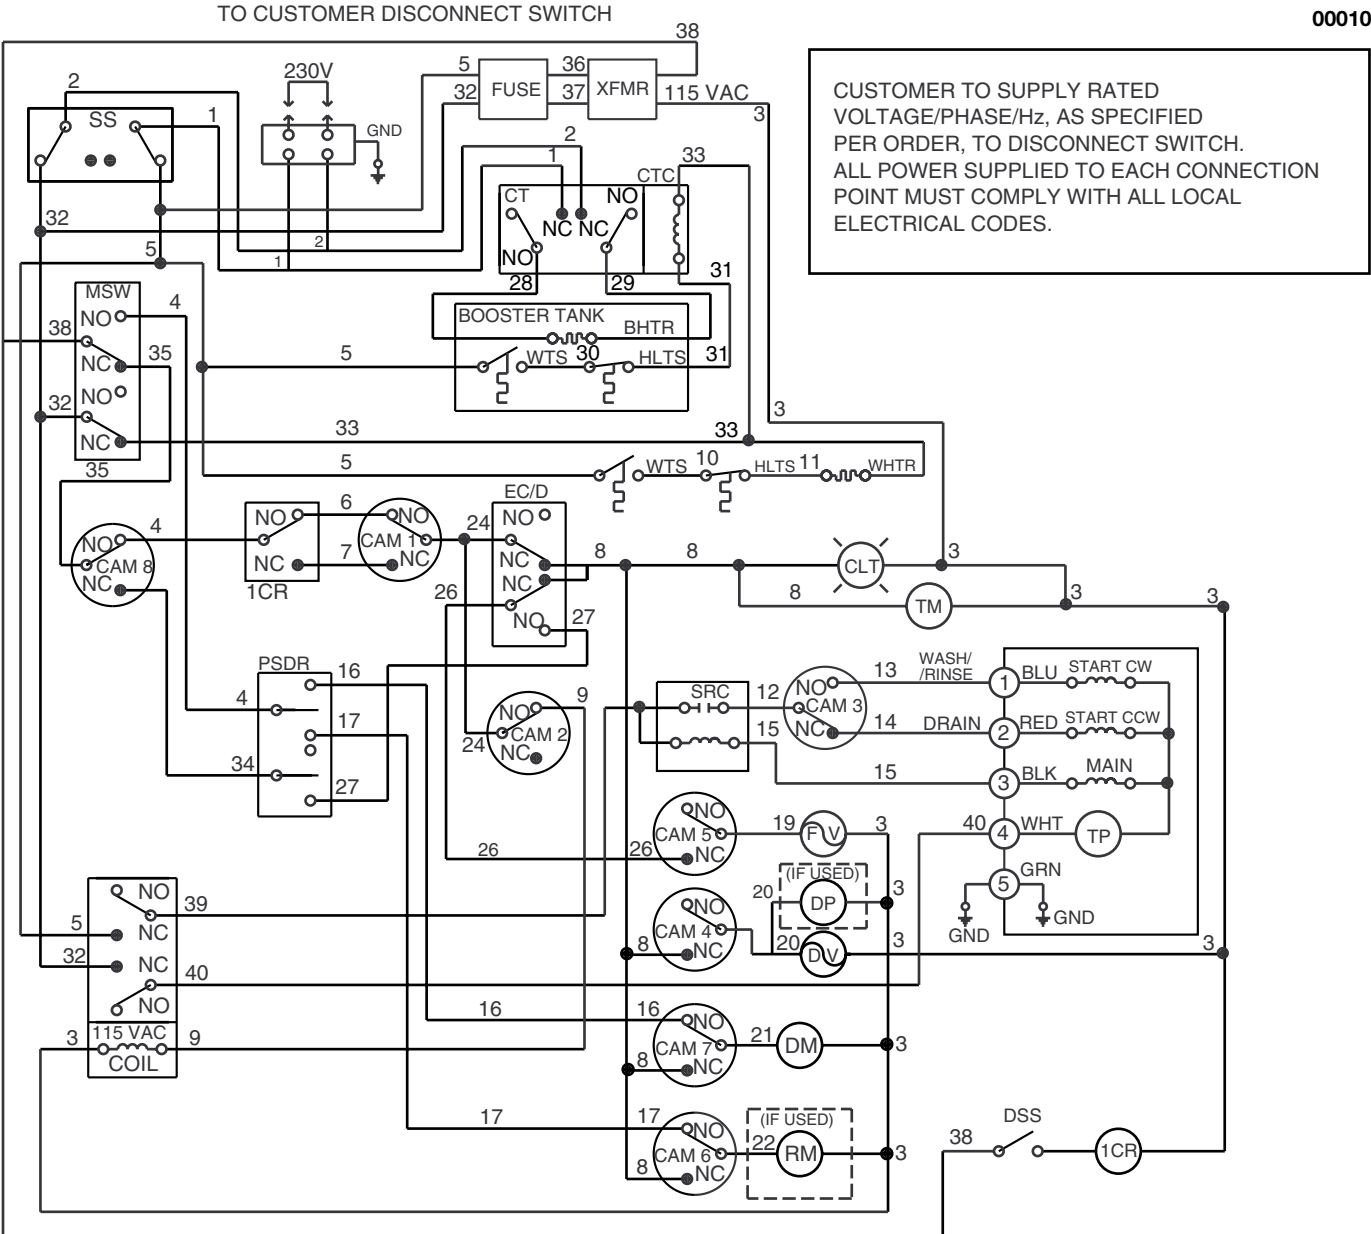 TO CUSTOMER DISCONNECT SWITCH
00010
38
CUSTOMER TO SUPPLY RATED
VOLTAGE/PHASE/Hz, AS SPECIFIED
PER ORDER, TO DISCONNECT SWITCH.
ALL POWER SUPPLIED TO EACH CONNECTION
POINT MUST COMPLY WITH ALL LOCAL
ELECTRICAL CODES.
2
230V
5
32
FUSE
36
37
XFMR
115 VAC
3
SS
1
GND
2
1
33
CTC
CT
NO
NC NC
NO
32
2
1
5
28
29
31
MSW
NO
4
38
NC
35
NO
32
NC
BOOSTER TANK
BHTR
5
WTS
30
HLTS
31
3
33
33
35
5
WTS
10
HLTS
11
WHTR
EC/D
NO
4
CAM 8
NC
NO
NC
1CR
6
7
NO
CAM 1
NC
24
NO
NC
NC
NO
26
27
8
8
CLT
3
8
TM
3
3
PSDR
16
4
17
34
27
9
NO
CAM 2
NC
24
SRC
12
15
NO
CAM 3
NC
13
WASH/
/RINSE
1
BLU
START CW
14
DRAIN
2
RED
START CCW
15
3
BLK
MAIN
40
4
WHT
TP
5
GRN
GND
GND
NO
CAM 5
NC
19
F V
3
26
26
(IF USED)
20
DP
3
NO
CAM 4
NC
8
20
D V
3
3
NO
39
5
NC
32
NC
40
NO
115 VAC
3
9
COIL
16
16
NO
CAM 7
NC
8
21
DM
3
17
17
NO
CAM 6
NC
8
(IF USED)
22
RM
3
DSS
38
1CR